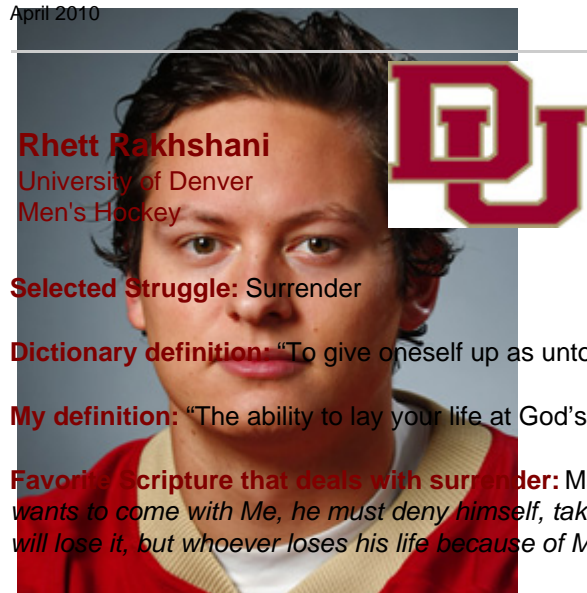 April 2010
DU
Rhett Rakhshani
University of Denver
Men's Hockey
Selected Struggle: Surrender
Dictionary definition: “To give oneself up as unto
My definition: “The ability to lay your life at God's
Favorite Scripture that deals with surrender: M
wants to come with Me, he must deny himself, tak
will lose it, but whoever loses his life because of M